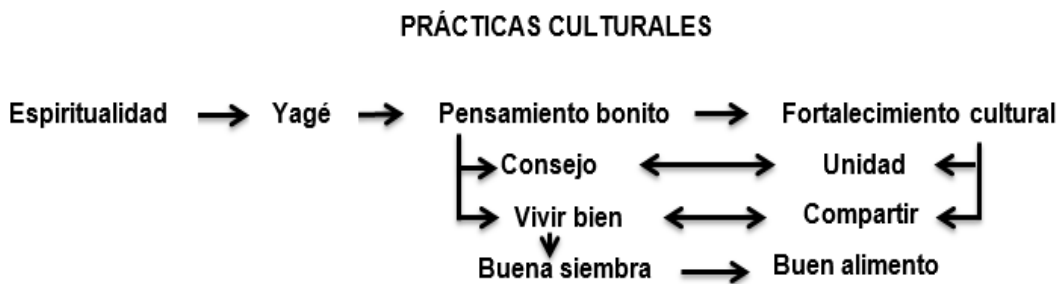 PRÁCTICAS CULTURALES
Espiritualidad Yagé Pensamiento bonito Fortalecimiento cultural
Consejo Unidad
Vivir bien Compartir
Buena siembra Buen alimento